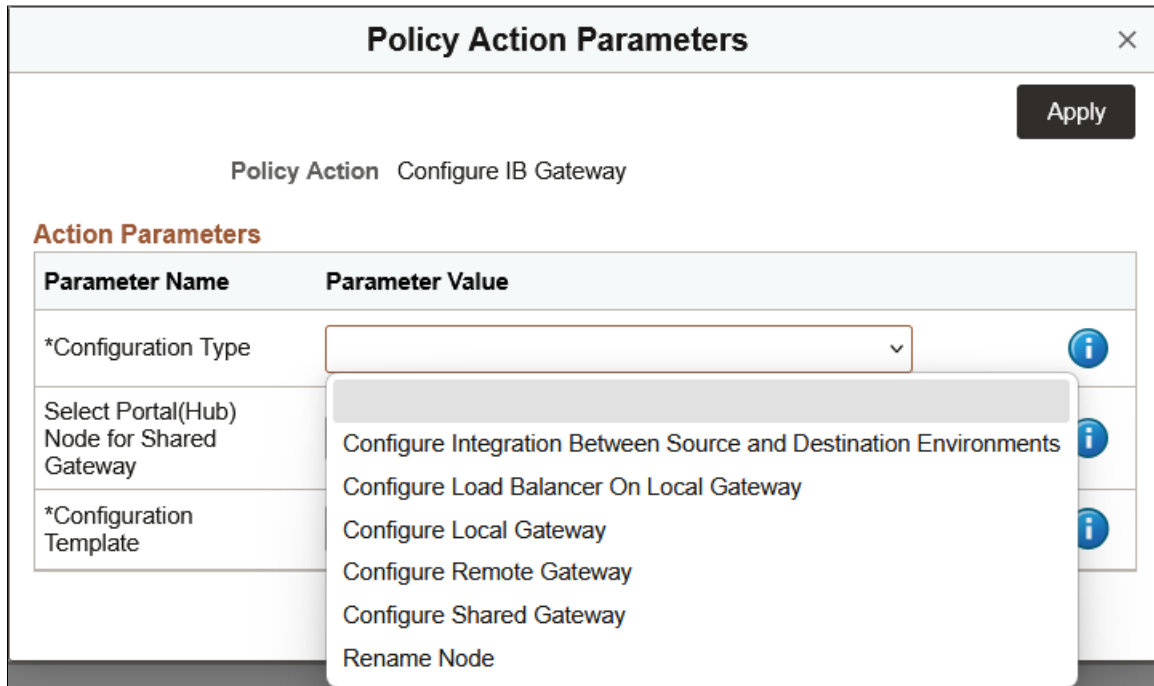 Policy Action Parameters
Apply
Policy Action Configure IB Gateway
Action Parameters
Parameter Name Parameter Value
*Configuration Type
Select Portal(Hub)
Node for Shared
Gateway
*Configuration
Template
Configure Integration Between Source and Destination Environments
Configure Load Balancer On Local Gateway
Configure Local Gateway
Configure Remote Gateway
Configure Shared Gateway
Rename Node